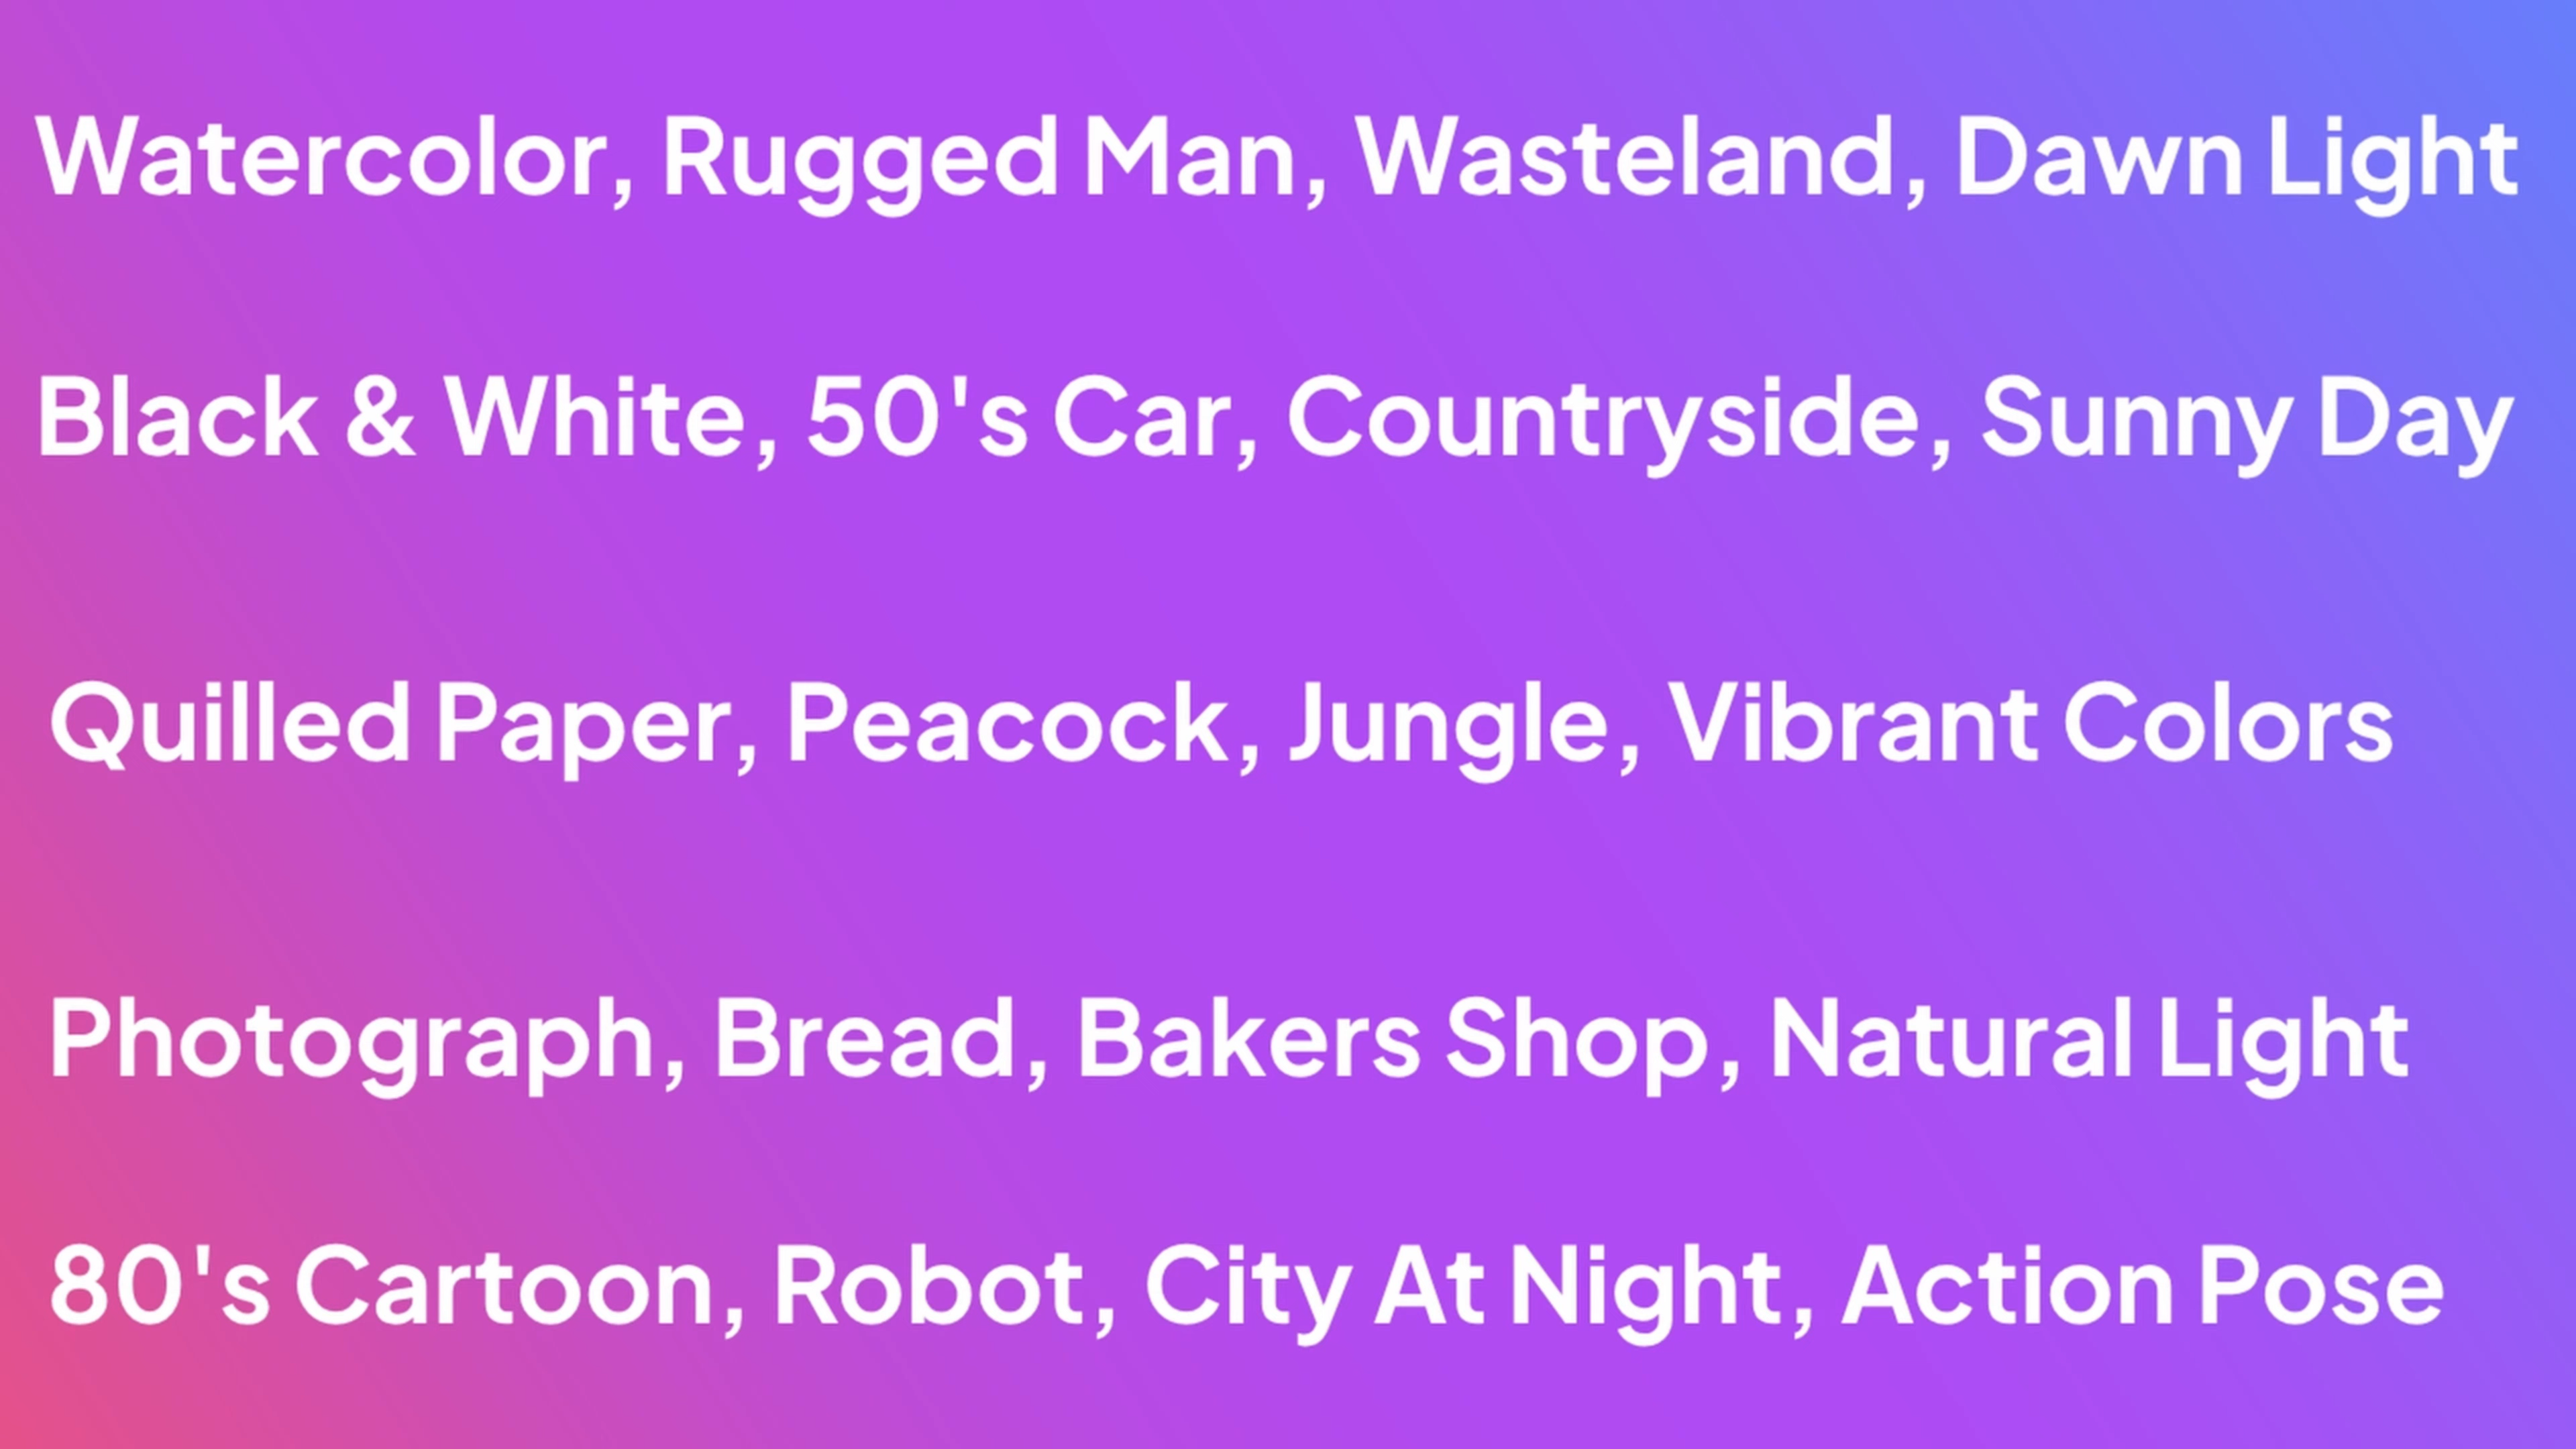 Watercolor, Rugged Man, Wasteland, Dawn Light
Black & White, 50's Car, Countryside, Sunny Day
Quilled Paper, Peacock, Jungle, Vibrant Colors
Photograph, Bread, Bakers Shop, Natural Light
80's Cartoon, Robot, City At Night, Action Pose